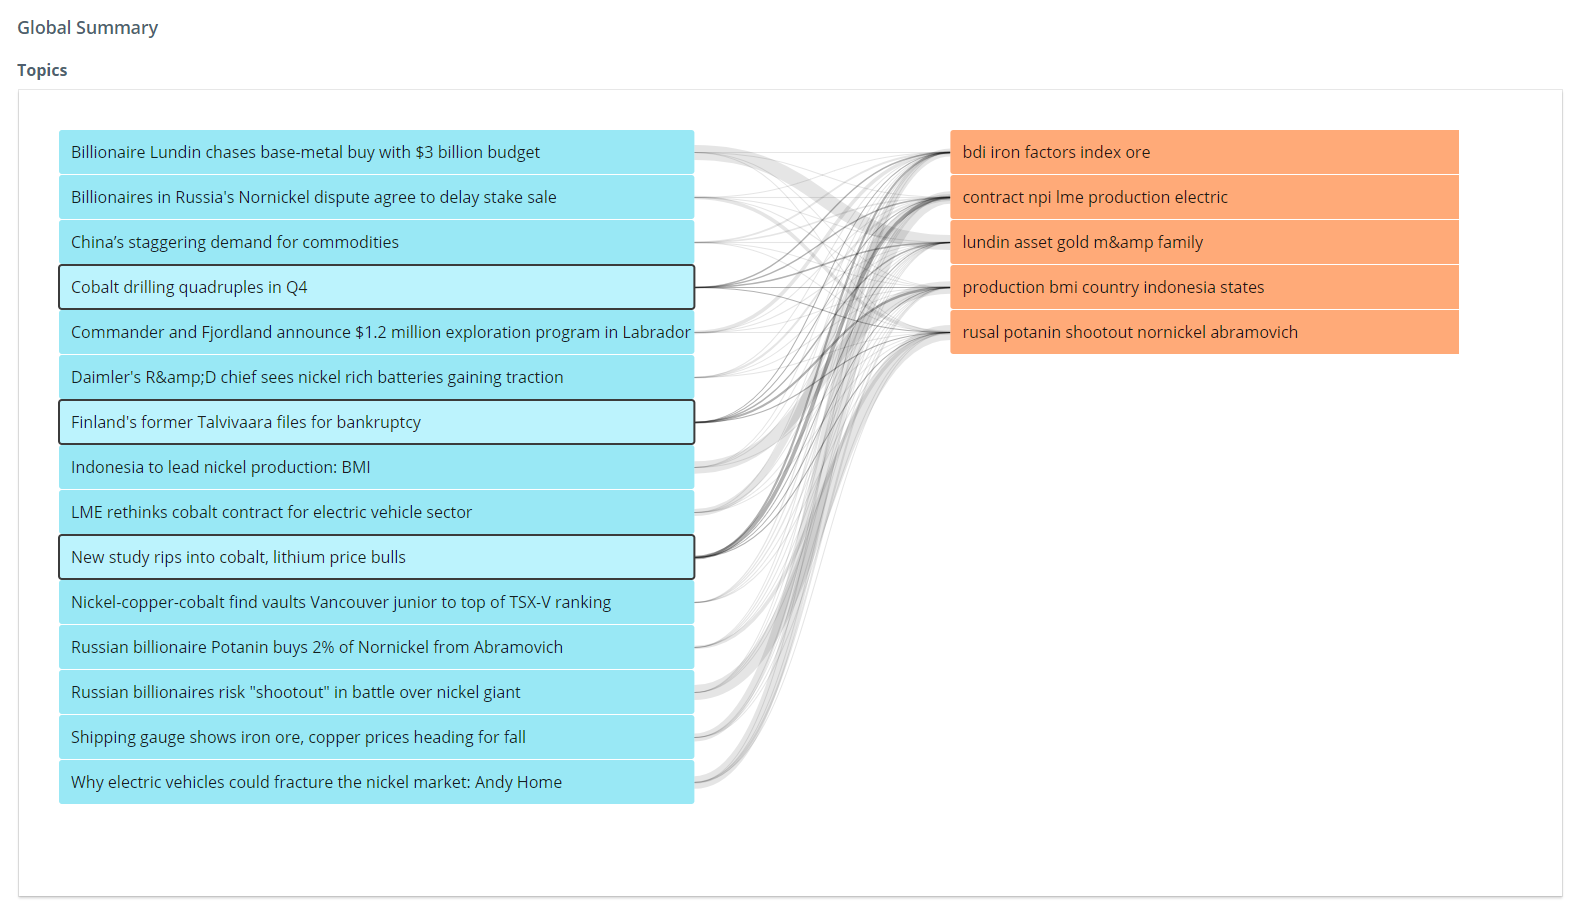 Global Summary
Topics
Billionaire Lundin chases base-metal buy with $3 billion budget
Billionaires in Russia's Nornickel dispute agree to delay stake sale
China’s staggering demand for commodities
Cobalt drilling quadruples in Q4
Commander and Fjordland announce $1.2 million exploration program in Labrador
Daimler's R&amp;D chief sees nickel rich batteries gaining traction
Finland's former Talvivaara files for bankruptcy
Indonesia to lead nickel production: BMI
LME rethinks cobalt contract for electric vehicle sector
New study rips into cobalt, lithium price bulls
Nickel-copper-cobalt find vaults Vancouver junior to top of TSX-V ranking
Russian billionaire Potanin buys 2% of Nornickel from Abramovich
Russian billionaires risk "shootout" in battle over nickel giant
Shipping gauge shows iron ore, copper prices heading for fall
Why electric vehicles could fracture the nickel market: Andy Home
bdi iron factors index ore
contract npi lme production electric
lundin asset gold m&amp family
production bmi country indonesia states
rusal potanin shootout nornickel abramovich